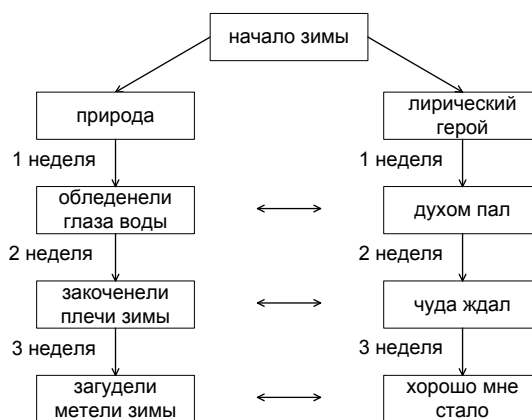 начало зимы
природа
лирический
герой
1 неделя
1 неделя
обледенели
глаза воды
духом пал
2 неделя
2 неделя
закоченели
плечи зимы
чуда ждал
3 неделя
3 неделя
загудели
метели зимы
хорошо мне
стало